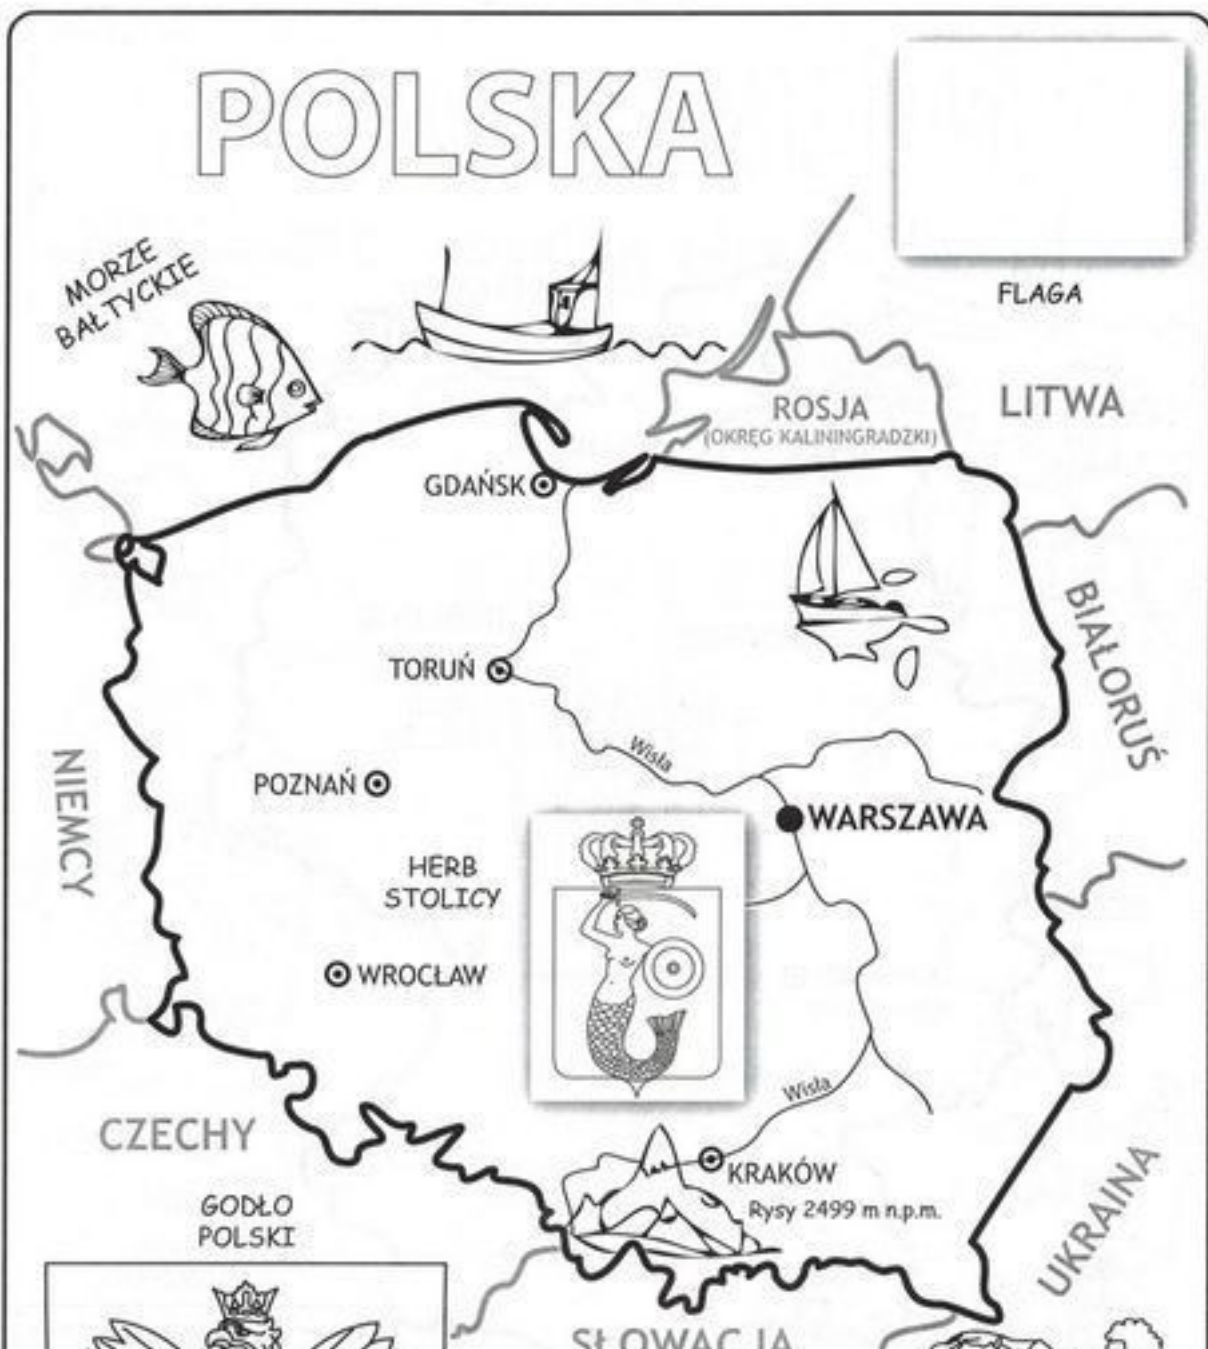 POLSKA
MORZE
BAŁTYCKIE
FLAGA
ROSJA
(OKRĘG KALININGRADZKI)
LITWA
GDAŃSK
BIAŁORUŚ
TORUŃ
Wisła
NIEMCY
POZNAŃ
WARSZAWA
HERB
STOLICY
WROCŁAW
Wisła
CZECHY
KRAKÓW
Rysy 2499 m n.p.m.
UKRAINA
GODŁO
POLSKI
SŁOWACJA